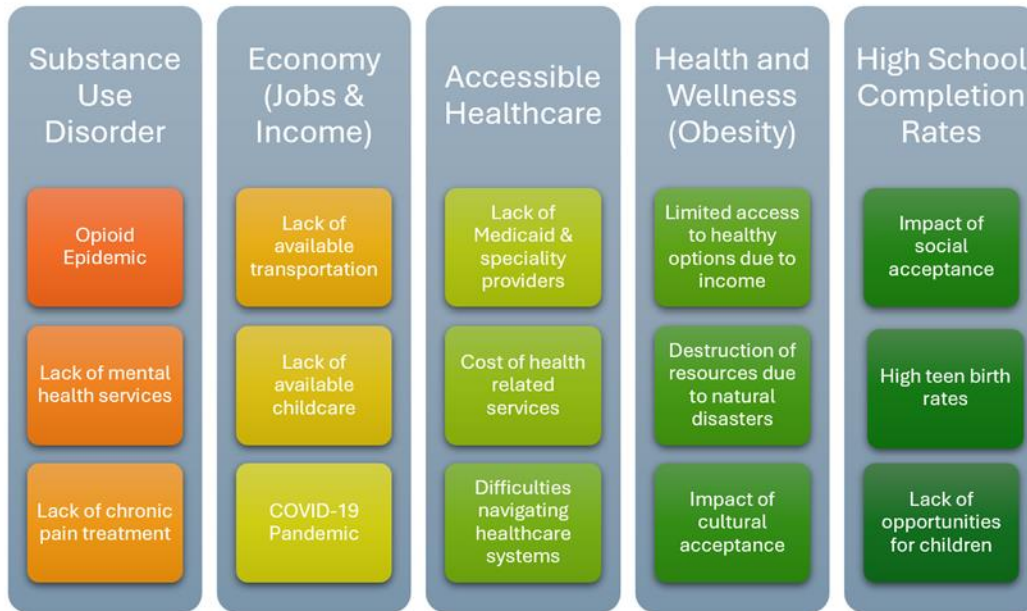 Substance
Use
Disorder
Opioid
Epidemic
Lack of mental
health services
Lack of chronic
pain treatment
Economy
(Jobs &
Income)
Lack of
available
transportation
Lack of
available
childcare
COVID-19
Pandemic
Accessible
Healthcare
Lack of
Medicaid &
speciality
providers
Cost of health
related
services
Difficulties
navigating
healthcare
systems
Health and
Wellness
(Obesity)
Limited access
to healthy
options due to
income
Destruction of
resources due
to natural
disasters
Impact of
cultural
acceptance
High School
Completion
Rates
Impact of
social
acceptance
High teen birth
rates
Lack of
opportunities
for children